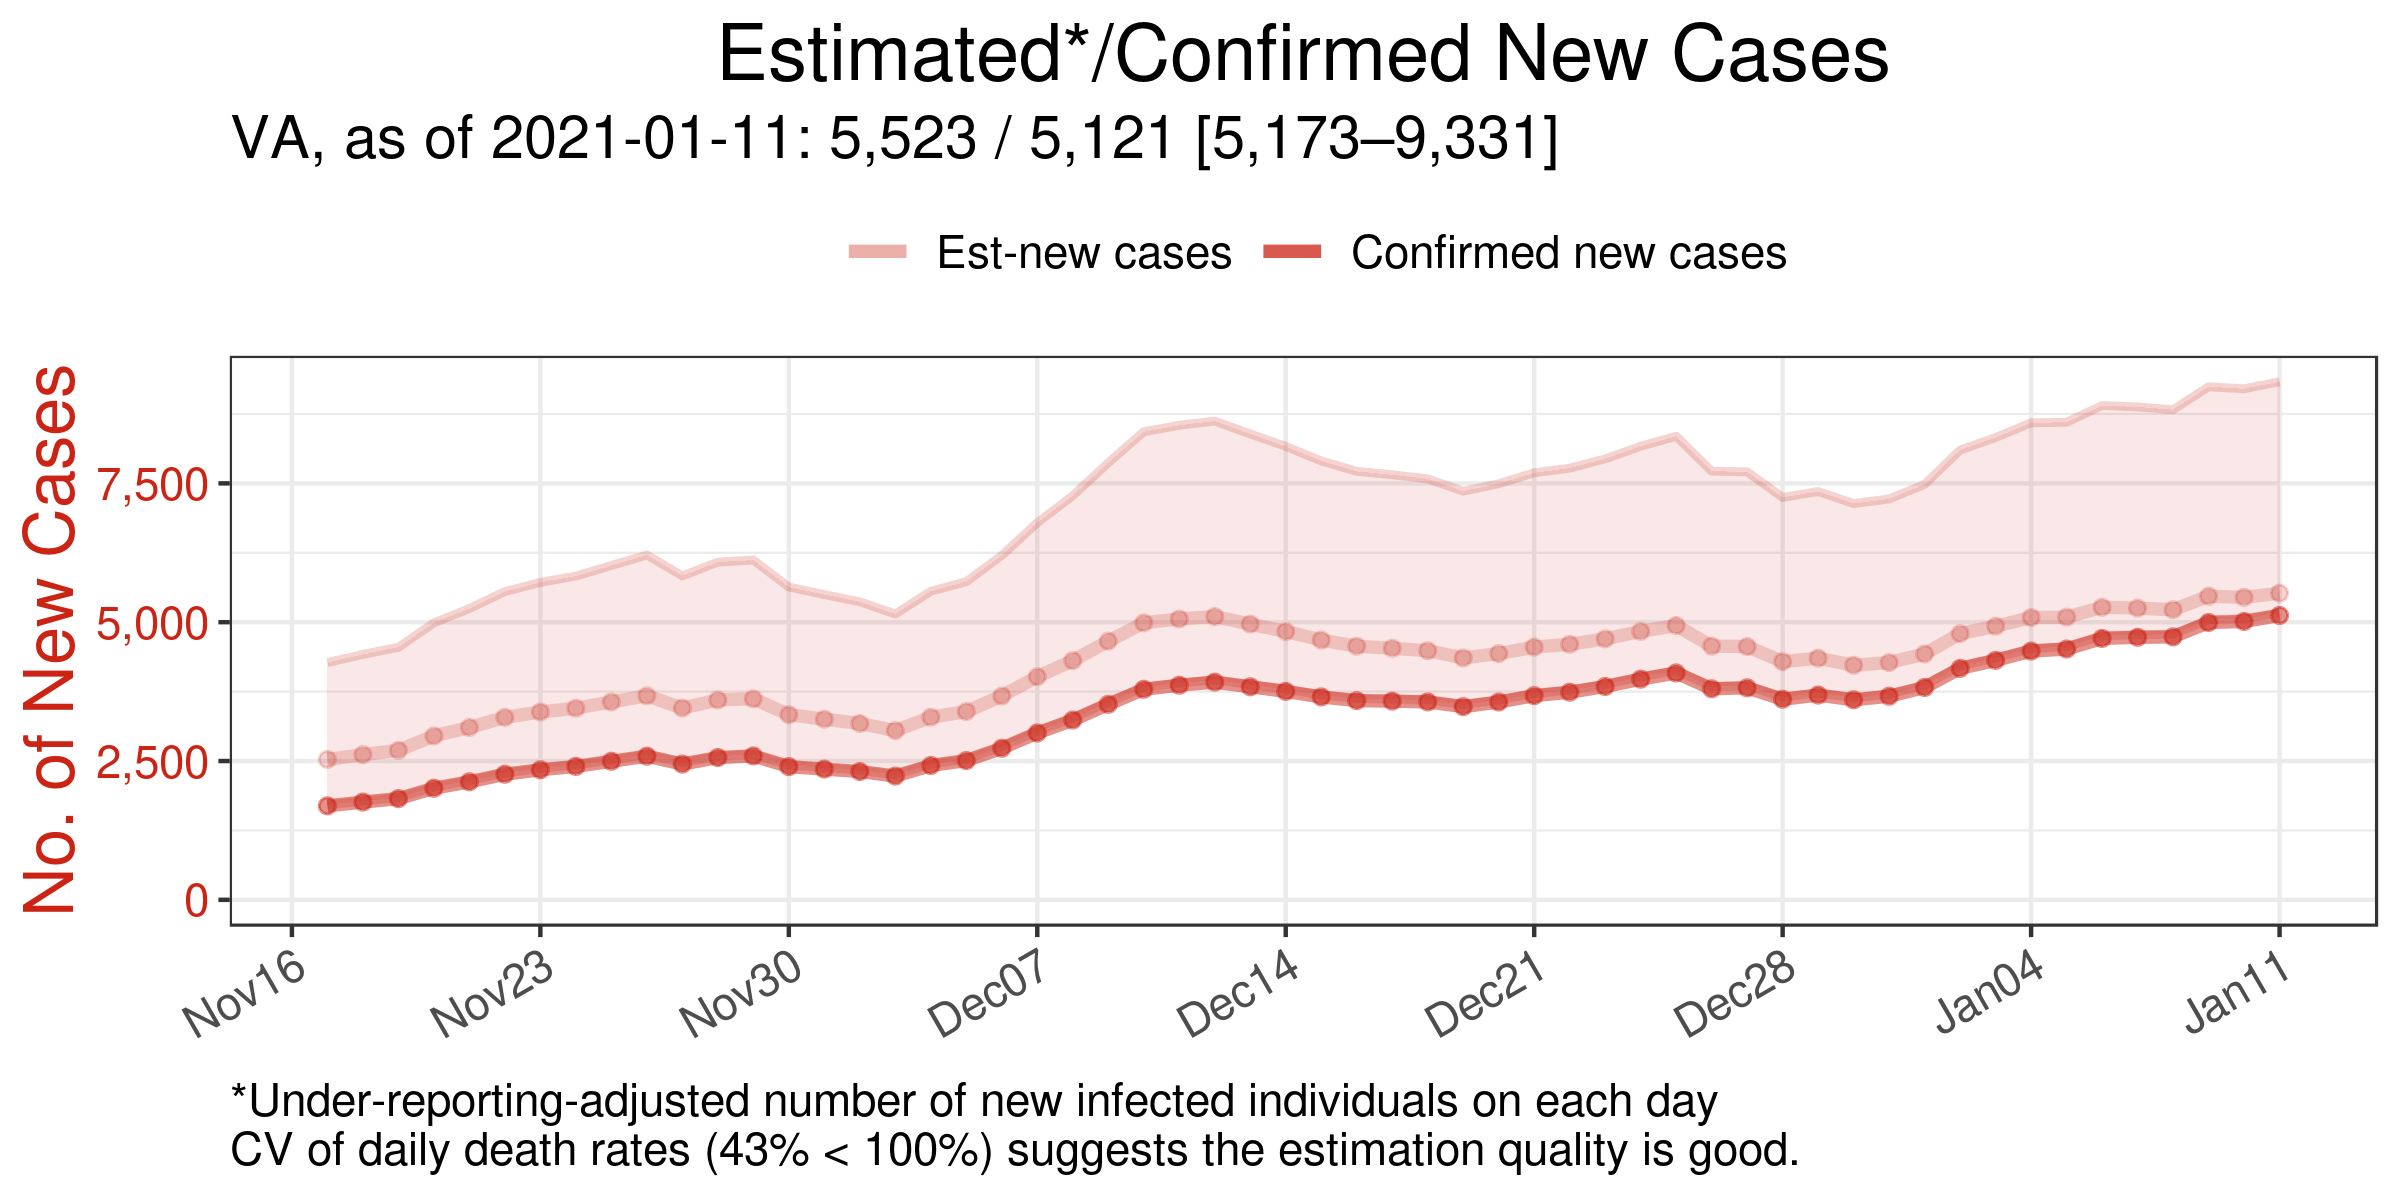 Estimated*/Confirmed New Cases
VA, as of 2021-01-11: 5,523 / 5,121 [5,173–9,331]
Est-new cases
Confirmed new cases
No. of New Cases
7,500
5,000
2,500
0
Nov16
Nov23
Nov30
Dec07
Dec14
Dec21
Dec28
Jan04
Jan11
*Under-reporting-adjusted number of new infected individuals on each day
CV of daily death rates (43% < 100%) suggests the estimation quality is good.